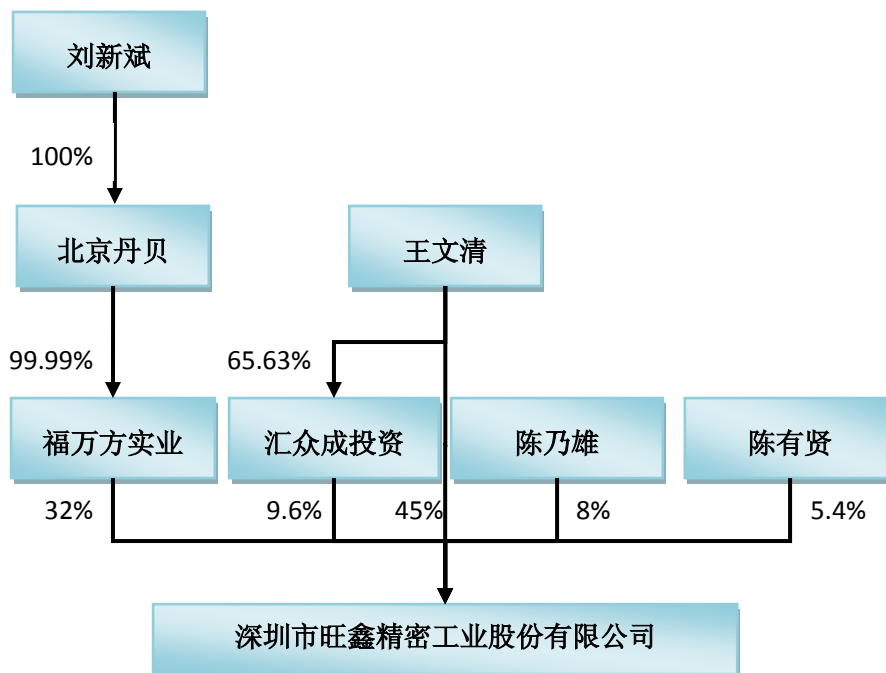 刘新斌
100%
北京丹贝
王文清
99.99%
65.63%
福万方实业
汇众成投资
陈乃雄
陈有贤
32%
9.6%
45%
8%
5.4%
深圳市旺鑫精密工业股份有限公司